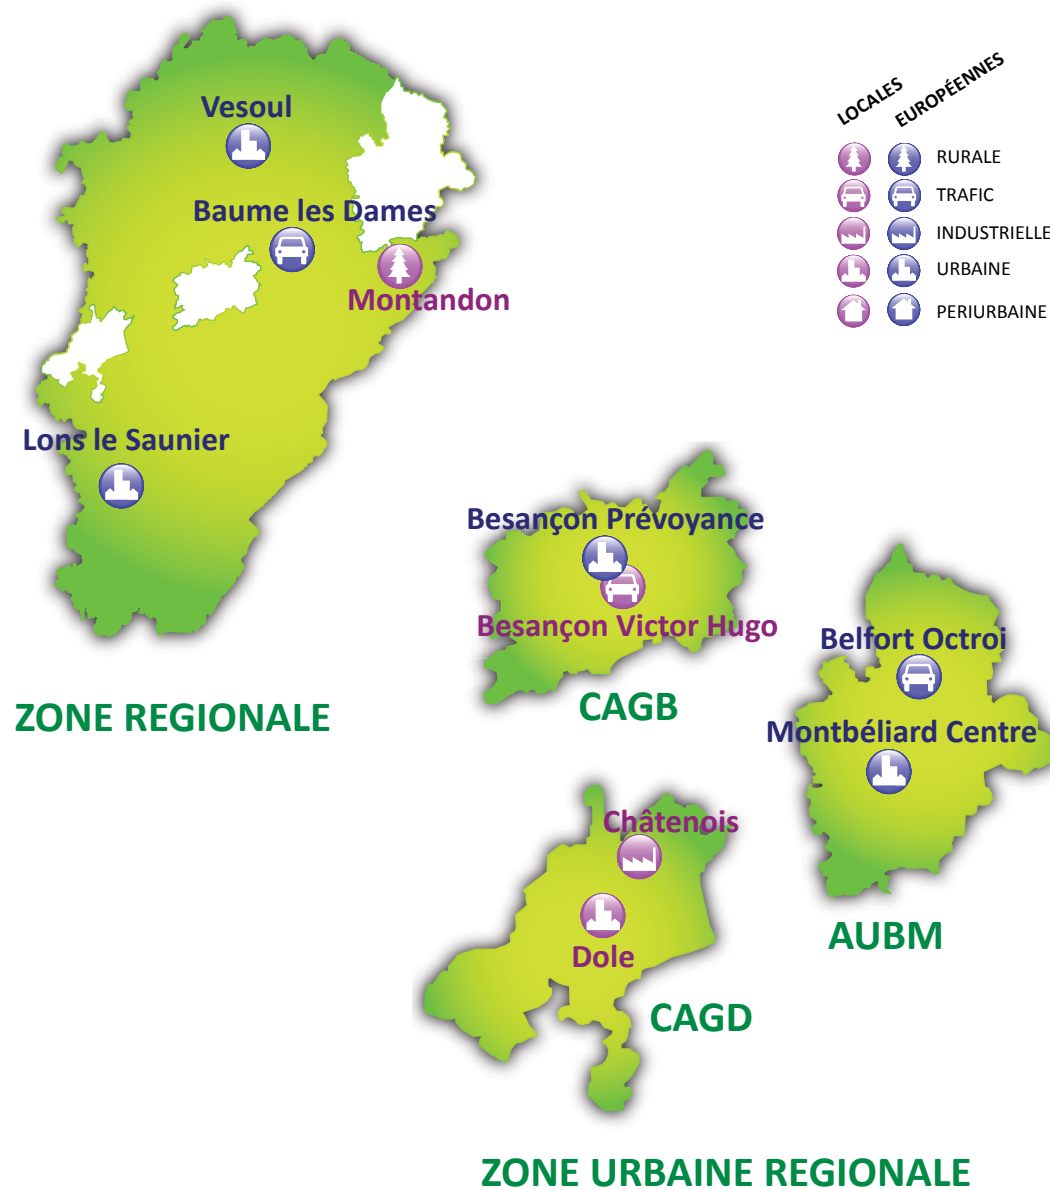 Vesoul
Baume les Dames
Montandon
Lons le Saunier
ZONE REGIONALE
LOCALES
EUROPÉENNES
RURALE
TRAFIC
INDUSTRIELLE
URBAINE
PERIURBAINE
Besançon Prévoyance
Besançon Victor Hugo
CAGB
Belfort Octroi
Montbéliard Centre
AUBM
Châtenois
Dole
CAGD
ZONE URBAINE REGIONALE